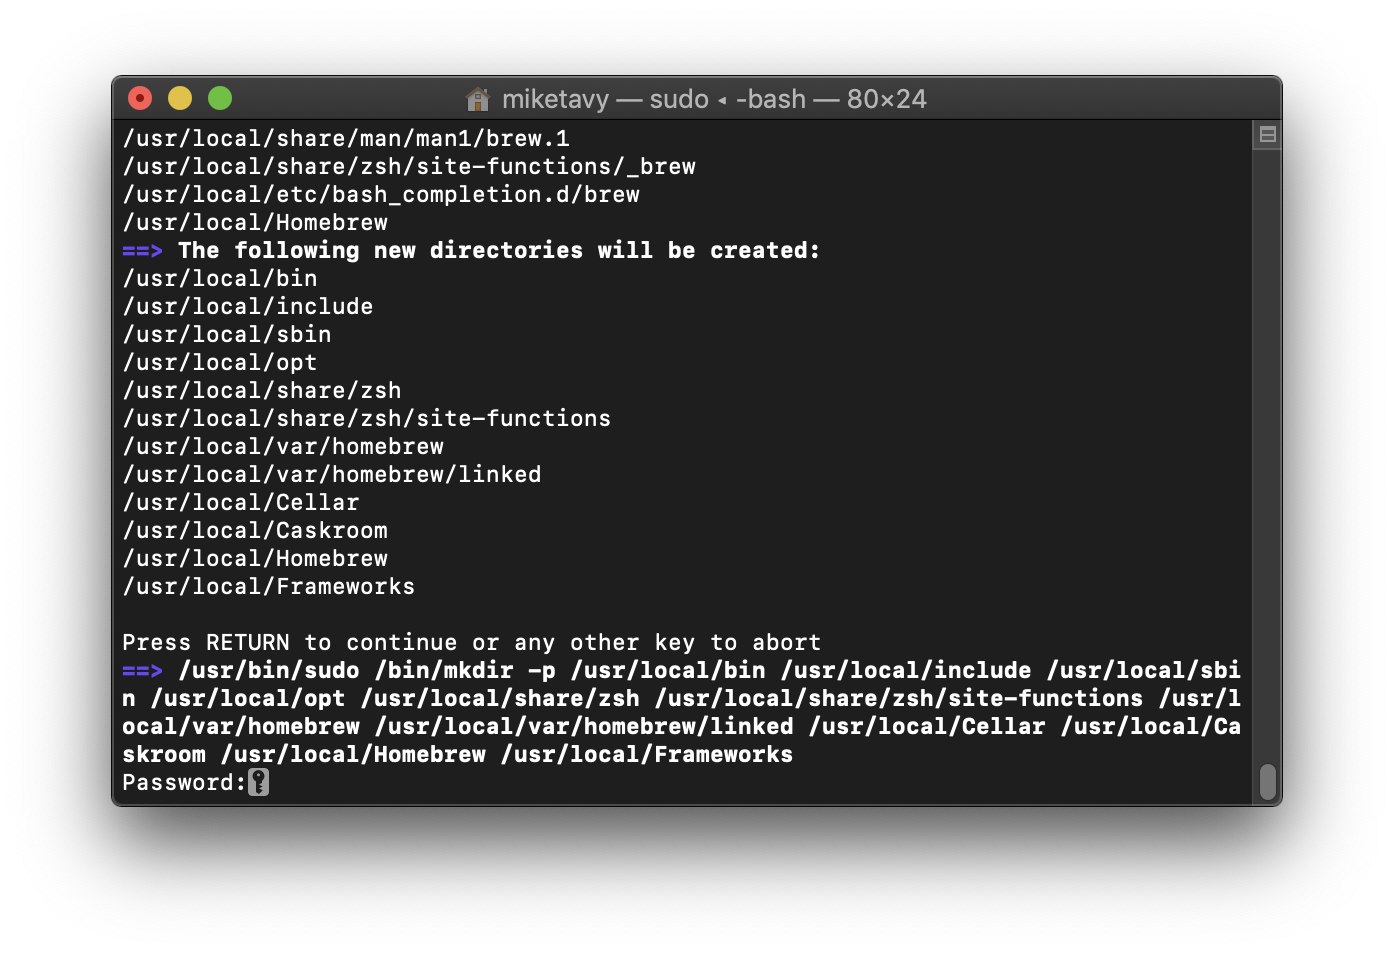 miketavy — sudo ◂ -bash — 80×24
/usr/local/share/man/man1/brew.1
/usr/local/share/zsh/site-functions/_brew
/usr/local/etc/bash_completion.d/brew
/usr/local/Homebrew
==> The following new directories will be created:
/usr/local/bin
/usr/local/include
/usr/local/sbin
/usr/local/opt
/usr/local/share/zsh
/usr/local/share/zsh/site-functions
/usr/local/var/homebrew
/usr/local/var/homebrew/linked
/usr/local/Cellar
/usr/local/Caskroom
/usr/local/Homebrew
/usr/local/Frameworks
Press RETURN to continue or any other key to abort
==> /usr/bin/sudo /bin/mkdir -p /usr/local/bin /usr/local/include /usr/local/sbi
n /usr/local/opt /usr/local/share/zsh /usr/local/share/zsh/site-functions /usr/l
ocal/var/homebrew /usr/local/var/homebrew/linked /usr/local/Cellar /usr/local/Ca
skroom /usr/local/Homebrew /usr/local/Frameworks
Password: